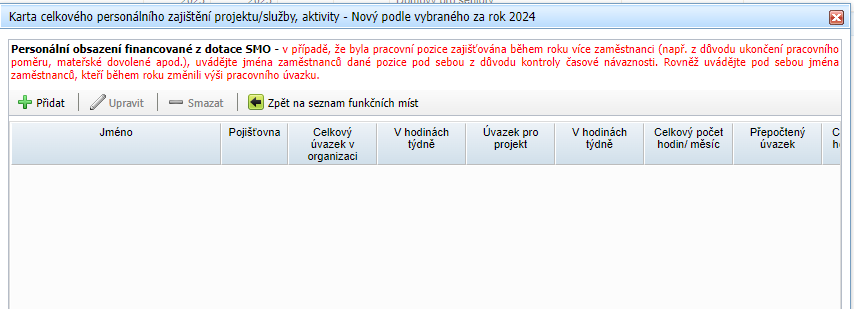 Karta celkového personálního zajištění projektu/služby, aktivity - Nový podle vybraného za rok 2024
Personální obsazení financované z dotace SMO - v případě, že byla pracovní pozice zajišťována během roku více zaměstnanci (např. z důvodu ukončení pracovního
poměru, mateřské dovolené apod.), uvádějte jména zaměstnanců dané pozice pod sebou z důvodu kontroly časové návaznosti. Rovněž uvádějte pod sebou jména
zaměstnanců, kteří během roku změnili výši pracovního úvazku.
Přidat Upravit Smazat Zpět na seznam funkčních míst
Jméno Pojišťovna Celkový úvazek v organizaci V hodinách týdně Úvazek pro projekt V hodinách týdně Celkový počet hodin/ měsíc Přepočtený úvazek